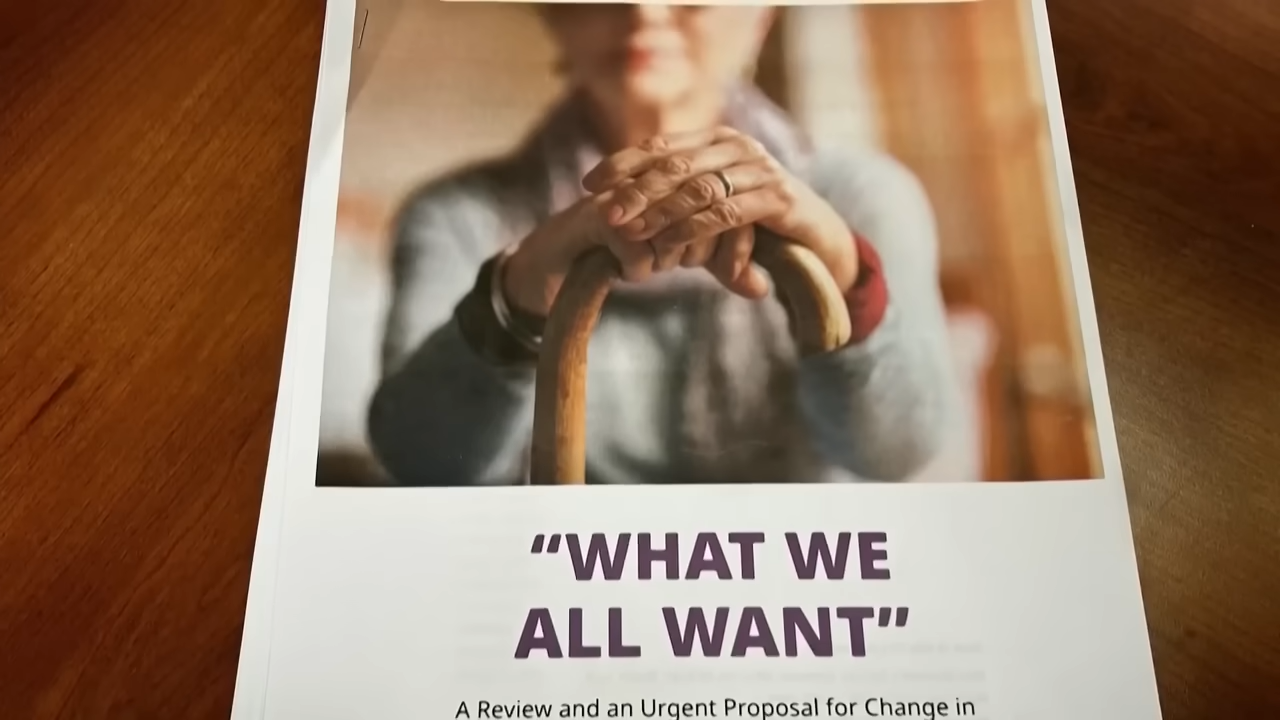 “WHAT WE
ALL WANT”
A Review and an Urgent Proposal for Change in